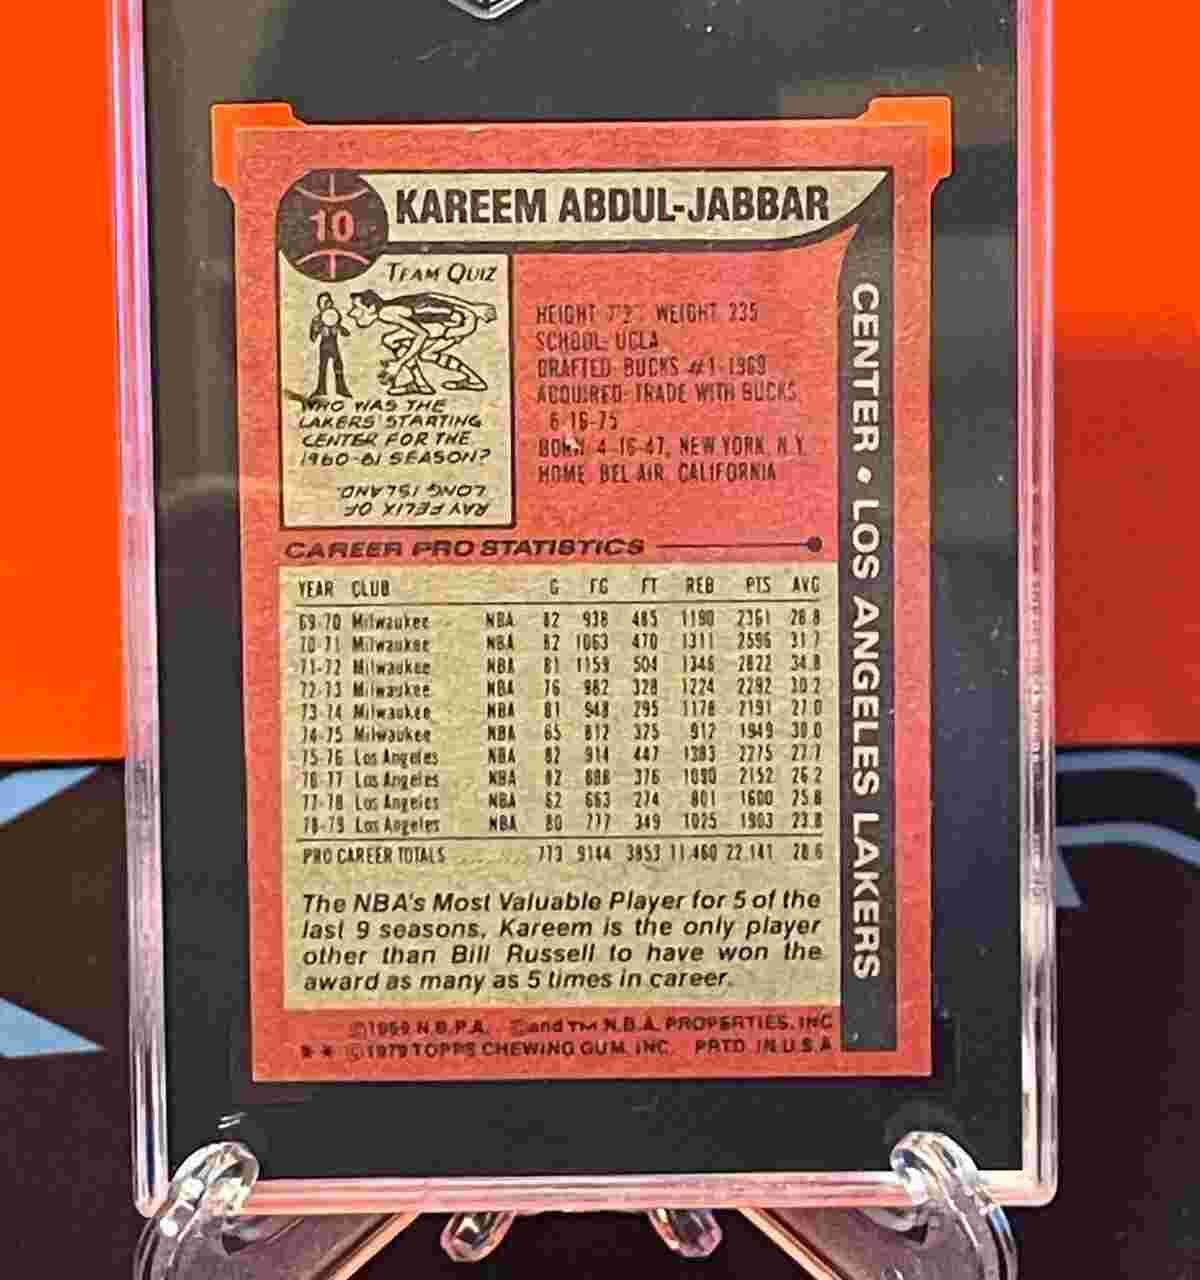 10
KAREEM ABDUL-JABBAR
TEAM QUIZ
WHO WAS THE
LAKERS' STARTING
CENTER FOR THE
1960-61 SEASON?
RAY FELIX OF
LONG ISLAND
HEIGHT 7'2" WEIGHT 235
SCHOOL: UCLA
DRAFTED: BUCKS #1-1969
ACQUIRED: TRADE WITH BUCKS,
6-16-75
BORN: 4-16-47, NEW YORK, N.Y.
HOME: BEL AIR, CALIFORNIA
CENTER • LOS ANGELES LAKERS
CAREER PRO STATISTICS
YEAR CLUB G FG FT REB PTS AVG
69-70 Milwaukee NBA 82 938 485 1190 2361 28.8
70-71 Milwaukee NBA 82 1063 470 1311 2596 31.7
71-72 Milwaukee NBA 81 1159 504 1346 2822 34.8
72-73 Milwaukee NBA 76 982 328 1224 2292 30.2
73-74 Milwaukee NBA 81 948 295 1178 2191 27.0
74-75 Milwaukee NBA 65 812 325 912 1949 30.0
75-76 Los Angeles NBA 82 914 447 1383 2275 27.7
76-77 Los Angeles NBA 82 888 376 1090 2152 26.2
77-78 Los Angeles NBA 62 663 274 801 1600 25.8
78-79 Los Angeles NBA 80 777 349 1025 1903 23.8
PRO CAREER TOTALS 773 9144 3853 11,460 22,141 28.6
The NBA's Most Valuable Player for 5 of the
last 9 seasons, Kareem is the only player
other than Bill Russell to have won the
award as many as 5 times in career.
©1969 N.B.P.A. © and TM N.B.A. PROPERTIES, INC
* * ©1979 TOPPS CHEWING GUM, INC. PRTD. IN U.S.A